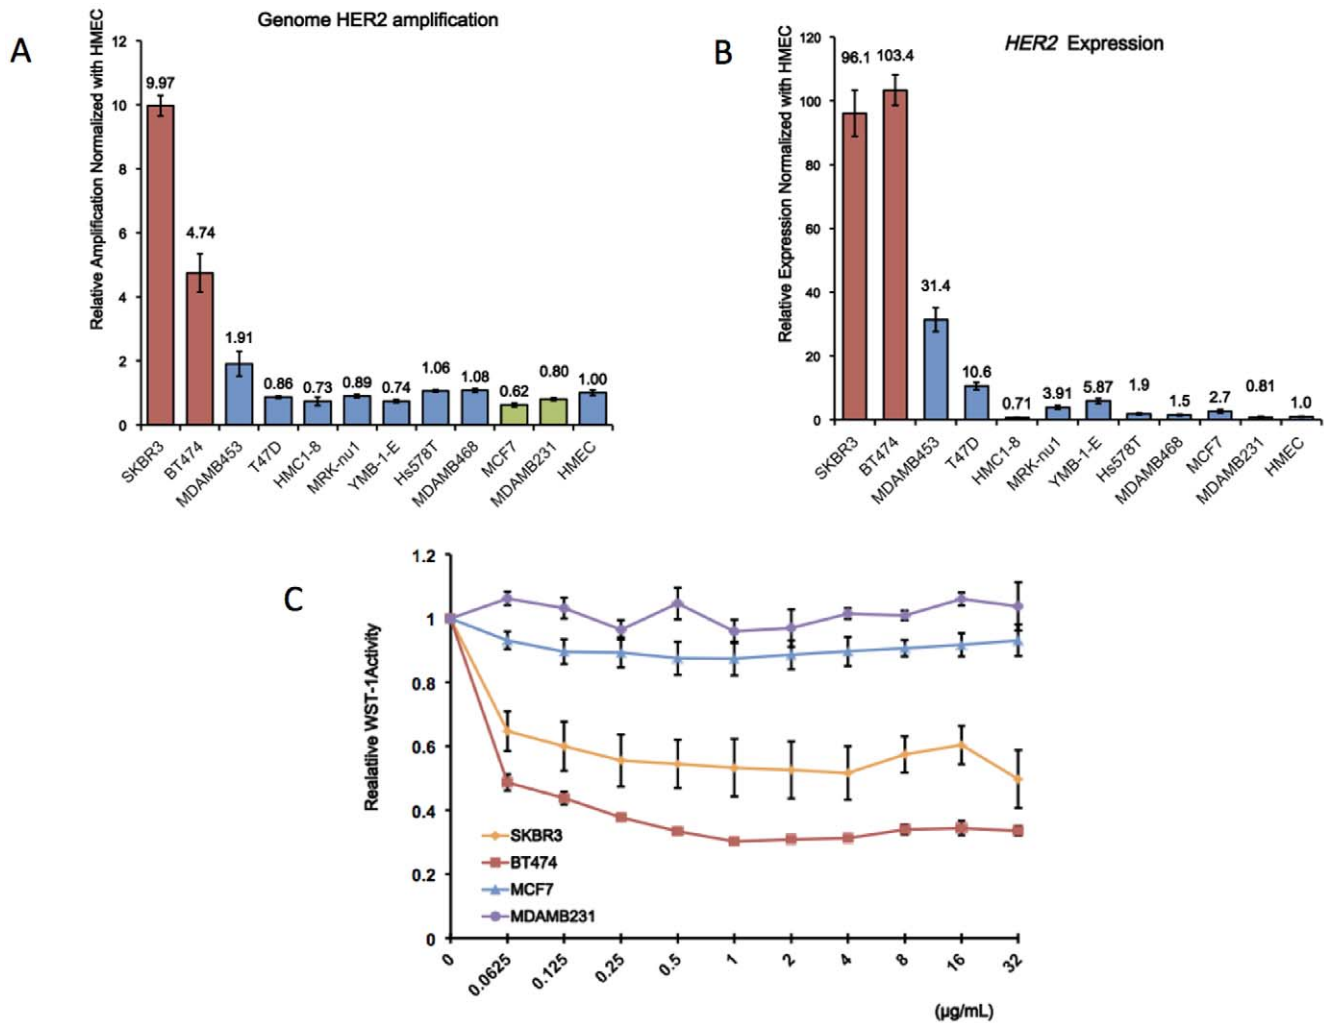 A
Genome HER2 amplification
Relative Amplification Normalized with HMEC
12
10
8
6
4
2
0
9.97
4.74
1.91
0.86
0.73
0.89
0.74
1.06
1.08
0.62
0.80
1.00
SKBR3
BT474
MDAMB453
T47D
HMC1-8
MRK-nu1
YMB-1-E
Hs578T
MDAMB468
MCF7
MDAMB231
HMEC
B
HER2 Expression
Relative Expression Normalized with HMEC
120
100
80
60
40
20
0
96.1
103.4
31.4
10.6
0.71
3.91
5.87
1.9
1.5
2.7
0.81
1.0
SKBR3
BT474
MDAMB453
T47D
HMC1-8
MRK-nu1
YMB-1-E
Hs578T
MDAMB468
MCF7
MDAMB231
HMEC
C
Realatlive WST-1Activity
1.2
1
0.8
0.6
0.4
0.2
0
SKBR3
BT474
MCF7
MDAMB231
0
0.0625
0.125
0.25
0.5
1
2
4
8
16
32
(μg/mL)